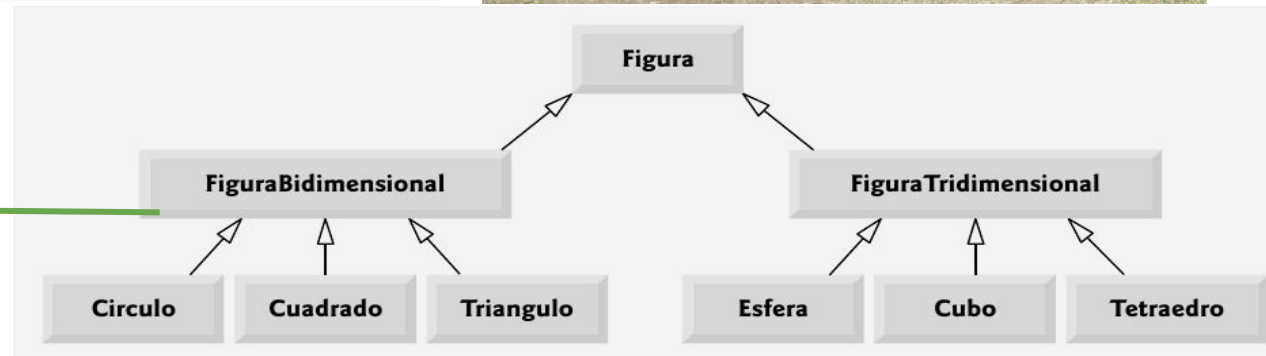 Figura
FiguraBidimensional FiguraTridimensional
Circulo Cuadrado Triangulo Esfera Cubo Tetraedro